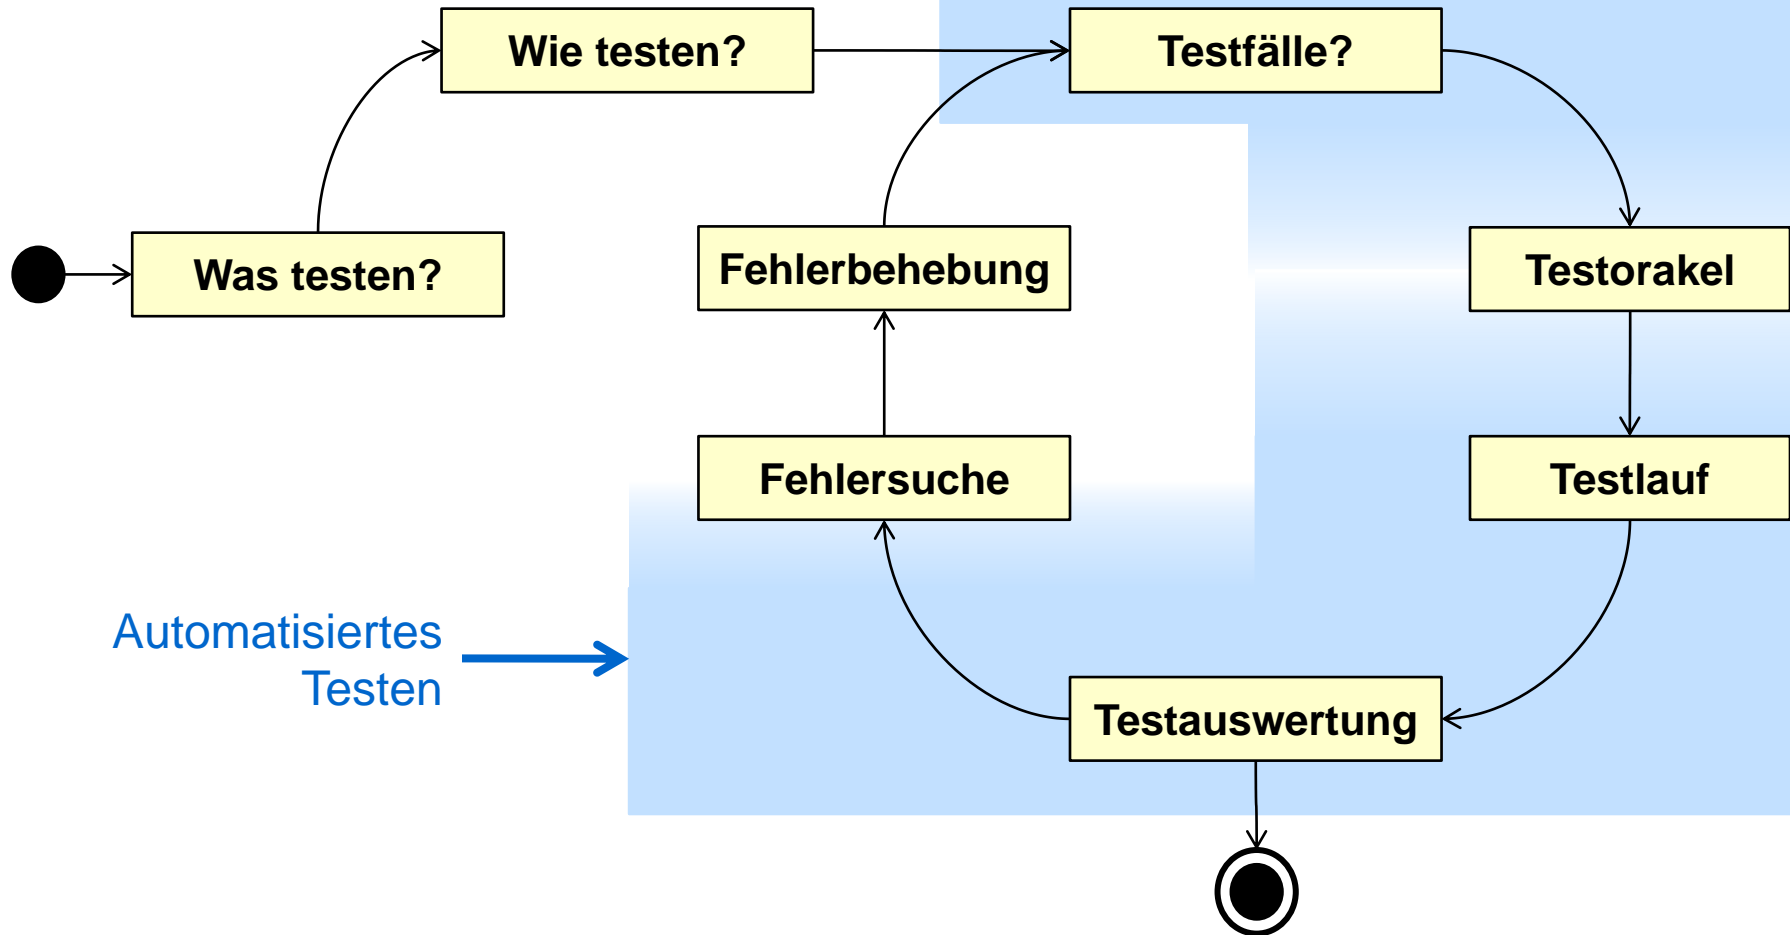 Wie testen?
Testfälle?
Was testen?
Fehlerbehebung
Testorakel
Fehlersuche
Testlauf
Automatisiertes
Testen
Testauswertung